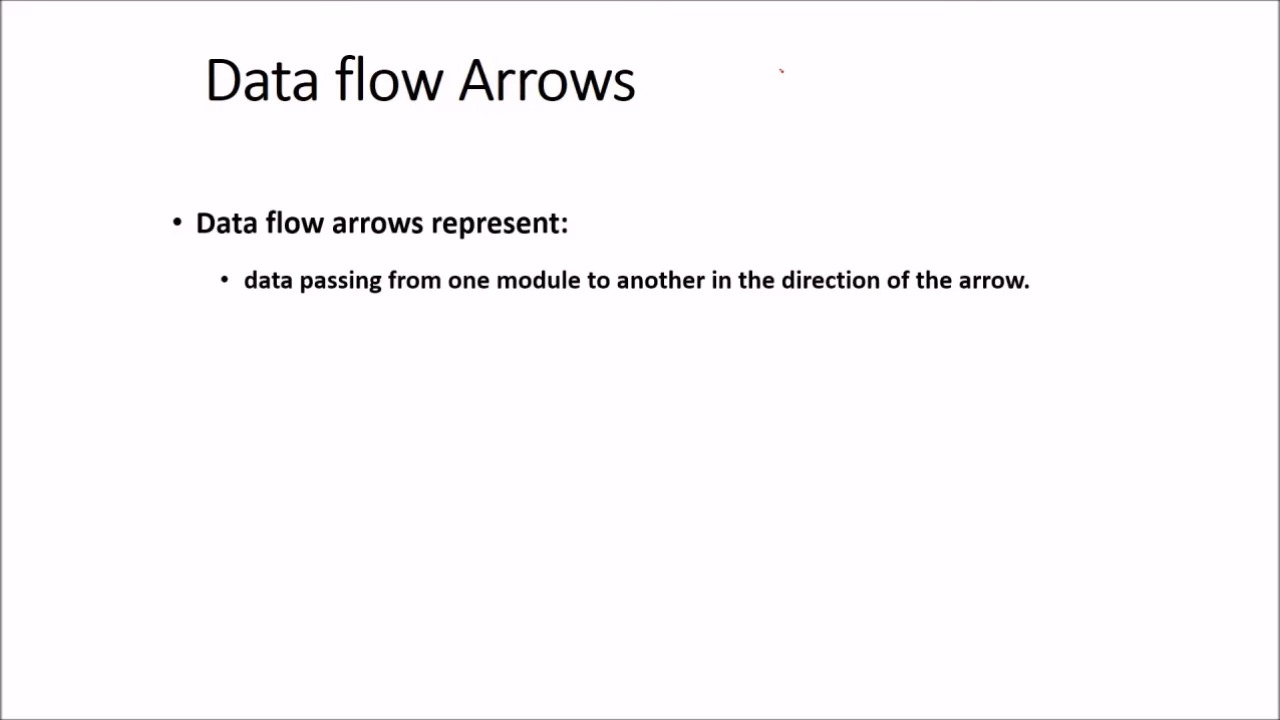 Data flow Arrows
• Data flow arrows represent:
• data passing from one module to another in the direction of the arrow.